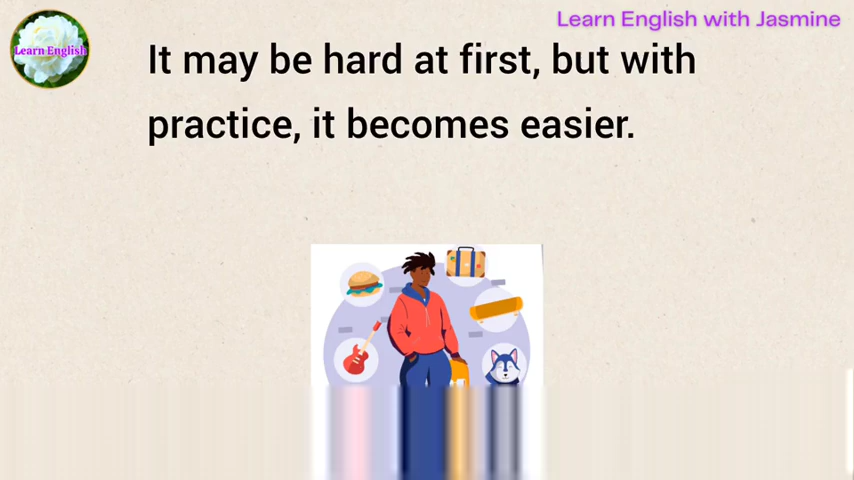 Learn English with Jasmine
Learn English
It may be hard at first, but with
practice, it becomes easier.